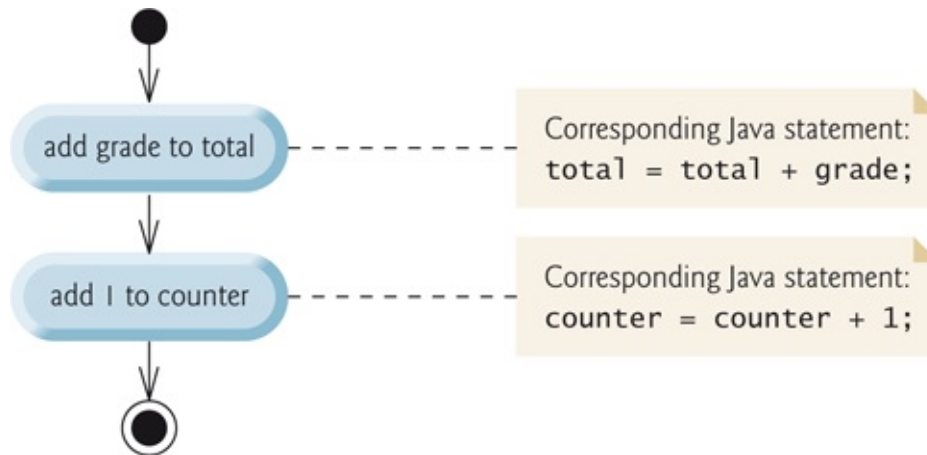 add grade to total
Corresponding Java statement:
total = total + grade;
add 1 to counter
Corresponding Java statement:
counter = counter + 1;